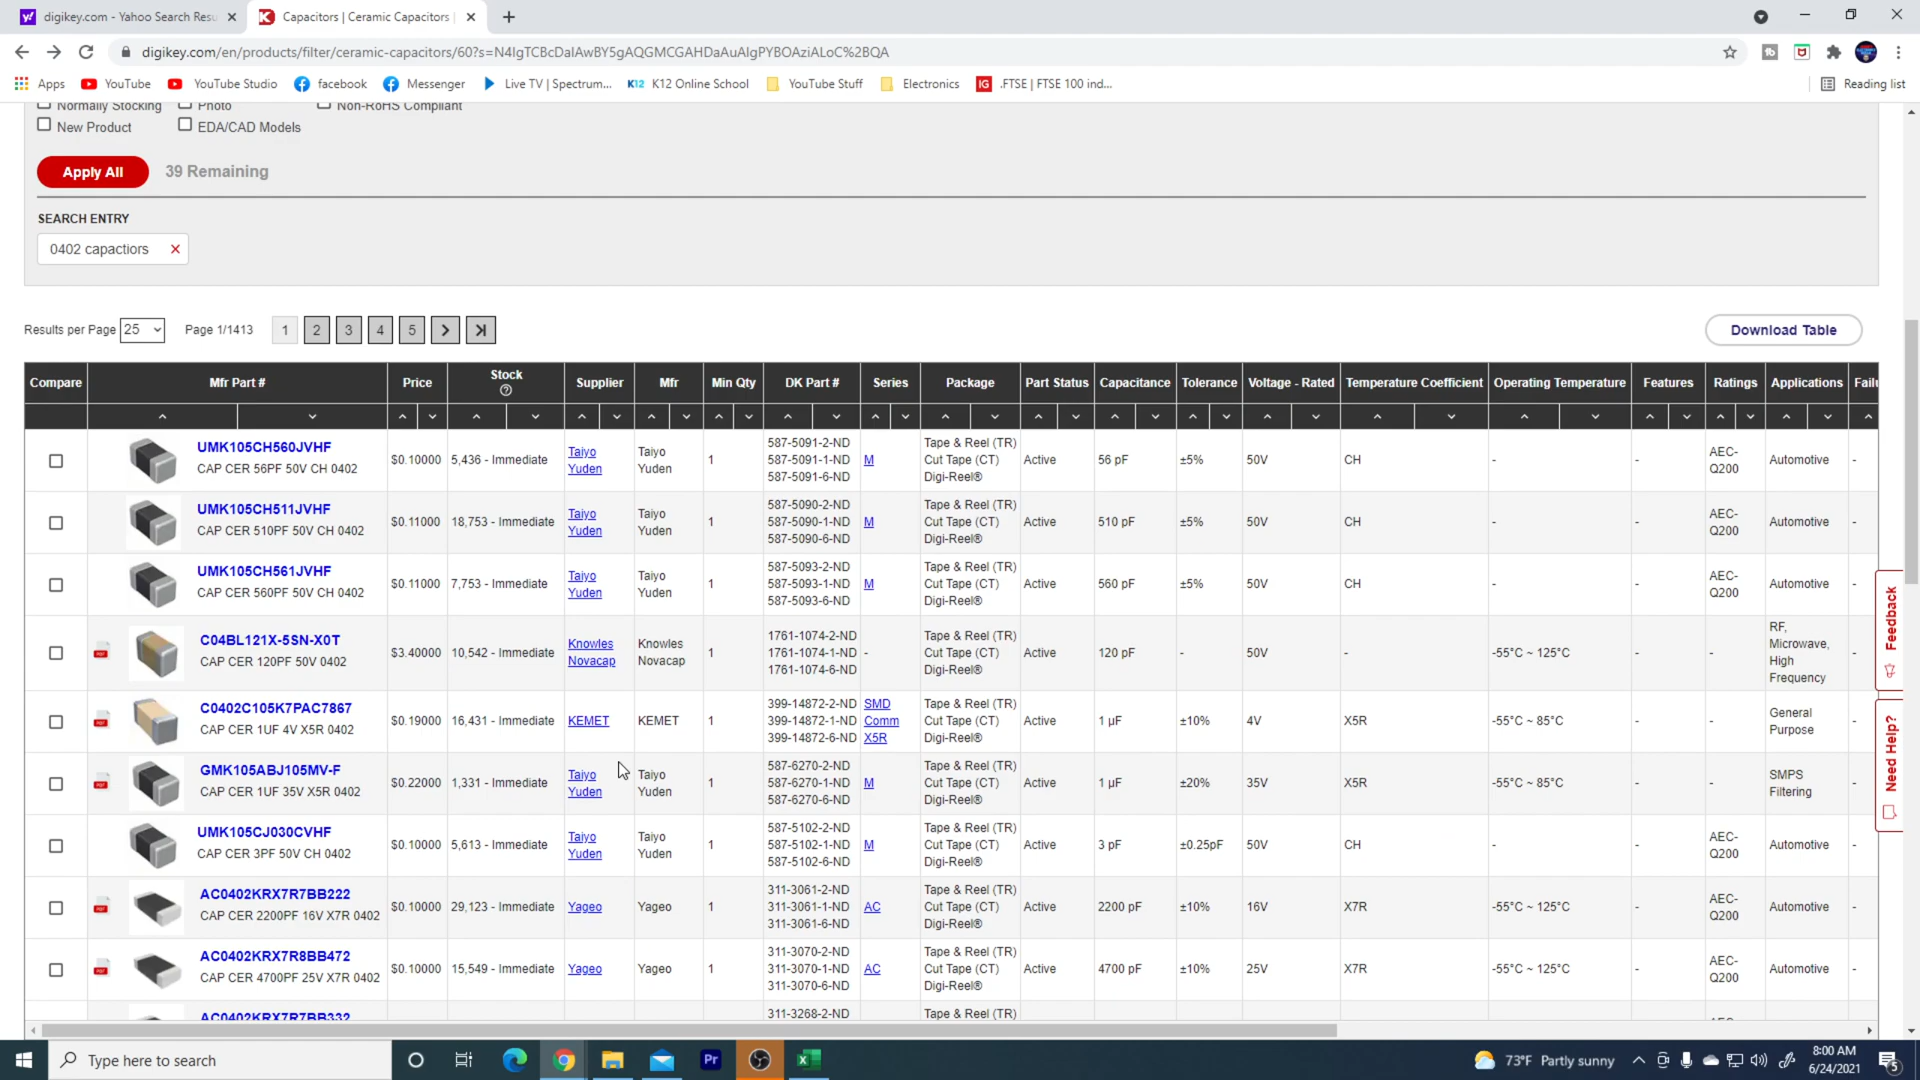 digikey.com - Yahoo Search Resu
Capacitors | Ceramic Capacitors |
digikey.com/en/products/filter/ceramic-capacitors/60?s=N4IgTCBcDaIAwBY5gAQGMCGAHDaAuAIgPYBOAziALoC%2BQA
Apps YouTube YouTube Studio facebook Messenger Live TV | Spectrum... K12 K12 Online School YouTube Stuff Electronics IG .FTSE | FTSE 100 ind... Reading list
Normally Stocking Photo Non-RoHS Compliant
New Product EDA/CAD Models
Apply All 39 Remaining
SEARCH ENTRY
0402 capactiors
Results per Page 25 Page 1/1413 1 2 3 4 5 Download Table
Compare Mfr Part # Price Stock Supplier Mfr Min Qty DK Part # Series Package Part Status Capacitance Tolerance Voltage - Rated Temperature Coefficient Operating Temperature Features Ratings Applications Failu
UMK105CH560JVHF
CAP CER 56PF 50V CH 0402
$0.10000 5,436 - Immediate
Taiyo
Yuden
Taiyo
Yuden
1
587-5091-2-ND
587-5091-1-ND
587-5091-6-ND
M
Tape & Reel (TR)
Cut Tape (CT)
Digi-Reel®
Active 56 pF ±5% 50V CH - -
AEC-
Q200
Automotive -
UMK105CH511JVHF
CAP CER 510PF 50V CH 0402
$0.11000 18,753 - Immediate
Taiyo
Yuden
Taiyo
Yuden
1
587-5090-2-ND
587-5090-1-ND
587-5090-6-ND
M
Tape & Reel (TR)
Cut Tape (CT)
Digi-Reel®
Active 510 pF ±5% 50V CH - -
AEC-
Q200
Automotive -
UMK105CH561JVHF
CAP CER 560PF 50V CH 0402
$0.11000 7,753 - Immediate
Taiyo
Yuden
Taiyo
Yuden
1
587-5093-2-ND
587-5093-1-ND
587-5093-6-ND
M
Tape & Reel (TR)
Cut Tape (CT)
Digi-Reel®
Active 560 pF ±5% 50V CH - -
AEC-
Q200
Automotive -
C04BL121X-5SN-X0T
CAP CER 120PF 50V 0402
$3.40000 10,542 - Immediate
Knowles
Novacap
Knowles
Novacap
1
1761-1074-2-ND
1761-1074-1-ND
1761-1074-6-ND
-
Tape & Reel (TR)
Cut Tape (CT)
Digi-Reel®
Active 120 pF - 50V - -55°C ~ 125°C - -
RF,
Microwave,
High
Frequency
-
C0402C105K7PAC7867
CAP CER 1UF 4V X5R 0402
$0.19000 16,431 - Immediate
KEMET
KEMET
1
399-14872-2-ND
399-14872-1-ND
399-14872-6-ND
SMD
Comm
X5R
Tape & Reel (TR)
Cut Tape (CT)
Digi-Reel®
Active 1 µF ±10% 4V X5R -55°C ~ 85°C - -
General
Purpose
-
GMK105ABJ105MV-F
CAP CER 1UF 35V X5R 0402
$0.22000 1,331 - Immediate
Taiyo
Yuden
Taiyo
Yuden
1
587-6270-2-ND
587-6270-1-ND
587-6270-6-ND
M
Tape & Reel (TR)
Cut Tape (CT)
Digi-Reel®
Active 1 µF ±20% 35V X5R -55°C ~ 85°C - -
SMPS
Filtering
-
UMK105CJ030CVHF
CAP CER 3PF 50V CH 0402
$0.10000 5,613 - Immediate
Taiyo
Yuden
Taiyo
Yuden
1
587-5102-2-ND
587-5102-1-ND
587-5102-6-ND
M
Tape & Reel (TR)
Cut Tape (CT)
Digi-Reel®
Active 3 pF ±0.25pF 50V CH - -
AEC-
Q200
Automotive -
AC0402KRX7R7BB222
CAP CER 2200PF 16V X7R 0402
$0.10000 29,123 - Immediate
Yageo
Yageo
1
311-3061-2-ND
311-3061-1-ND
311-3061-6-ND
AC
Tape & Reel (TR)
Cut Tape (CT)
Digi-Reel®
Active 2200 pF ±10% 16V X7R -55°C ~ 125°C -
AEC-
Q200
Automotive -
AC0402KRX7R8BB472
CAP CER 4700PF 25V X7R 0402
$0.10000 15,549 - Immediate
Yageo
Yageo
1
311-3070-2-ND
311-3070-1-ND
311-3070-6-ND
AC
Tape & Reel (TR)
Cut Tape (CT)
Digi-Reel®
Active 4700 pF ±10% 25V X7R -55°C ~ 125°C -
AEC-
Q200
Automotive -
AC0402KRX7R7BB332
311-3268-2-ND
Tape & Reel (TR)
Feedback
Need Help?
Type here to search
Pr
73°F Partly sunny
8:00 AM
6/24/2021
5